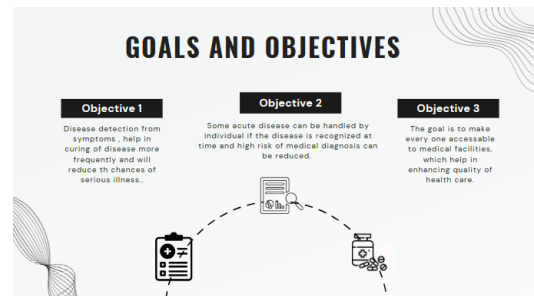 GOALS AND OBJECTIVES
Objective 1
Disease detection from
symptoms , help in
curing of disease more
frequently and will
reduce th chances of
serious illness..
Objective 2
Some acute disease can be handled by
individual if the disease is recognized at
time and high risk of medical diagnosis can
be reduced.
Objective 3
The goal is to make
every one accessable
to medical facilities,
which help in
enhancing quality of
health care.